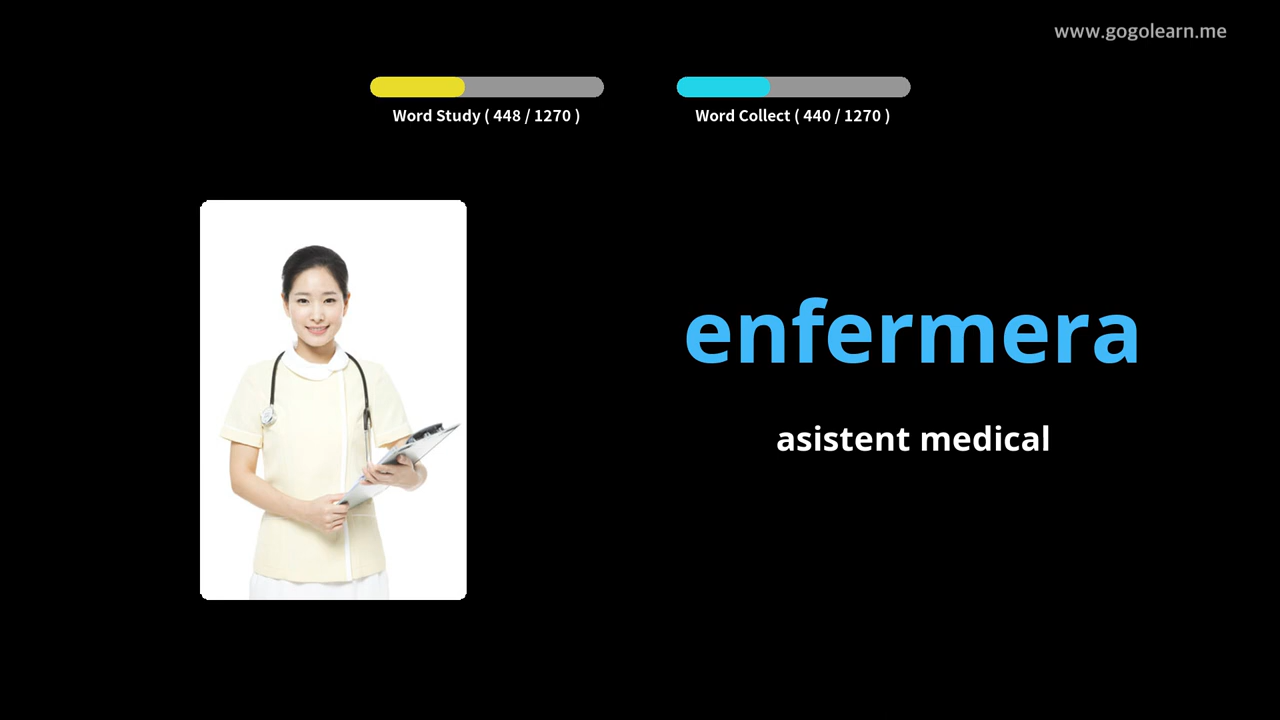 www.gogolearn.me
Word Study ( 448 / 1270 )
Word Collect ( 440 / 1270 )
enfermera
asistent medical